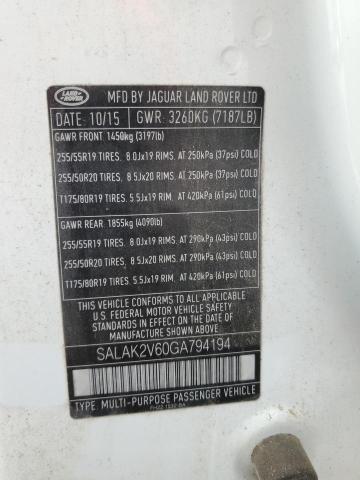 LAND ROVER
MFD BY JAGUAR LAND ROVER LTD
DATE: 10/15 GWR: 3260KG (7187LB)
GAWR FRONT 1450kg (3197lb)
255/55R19 TIRES, 8.0Jx19 RIMS, AT 250kPa (37psi) COLD
255/50R20 TIRES, 8.5Jx20 RIMS, AT 250kPa (37psi) COLD
T175/80R19 TIRES, 5.5Jx19 RIM, AT 420kPa (61psi) COLD
GAWR REAR 1855kg (4090lb)
255/55R19 TIRES, 8.0Jx19 RIMS, AT 290kPa (43psi) COLD
255/50R20 TIRES, 8.5Jx20 RIMS, AT 290kPa (43psi) COLD
T175/80R19 TIRES, 5.5Jx19 RIM, AT 420kPa (61psi) COLD
THIS VEHICLE CONFORMS TO ALL APPLICABLE
FEDERAL MOTOR VEHICLE SAFETY
STANDARDS IN EFFECT ON THE DATE OF
MANUFACTURE SHOWN ABOVE
SALAK2V60GA794194
TYPE: MULTI-PURPOSE PASSENGER VEHICLE